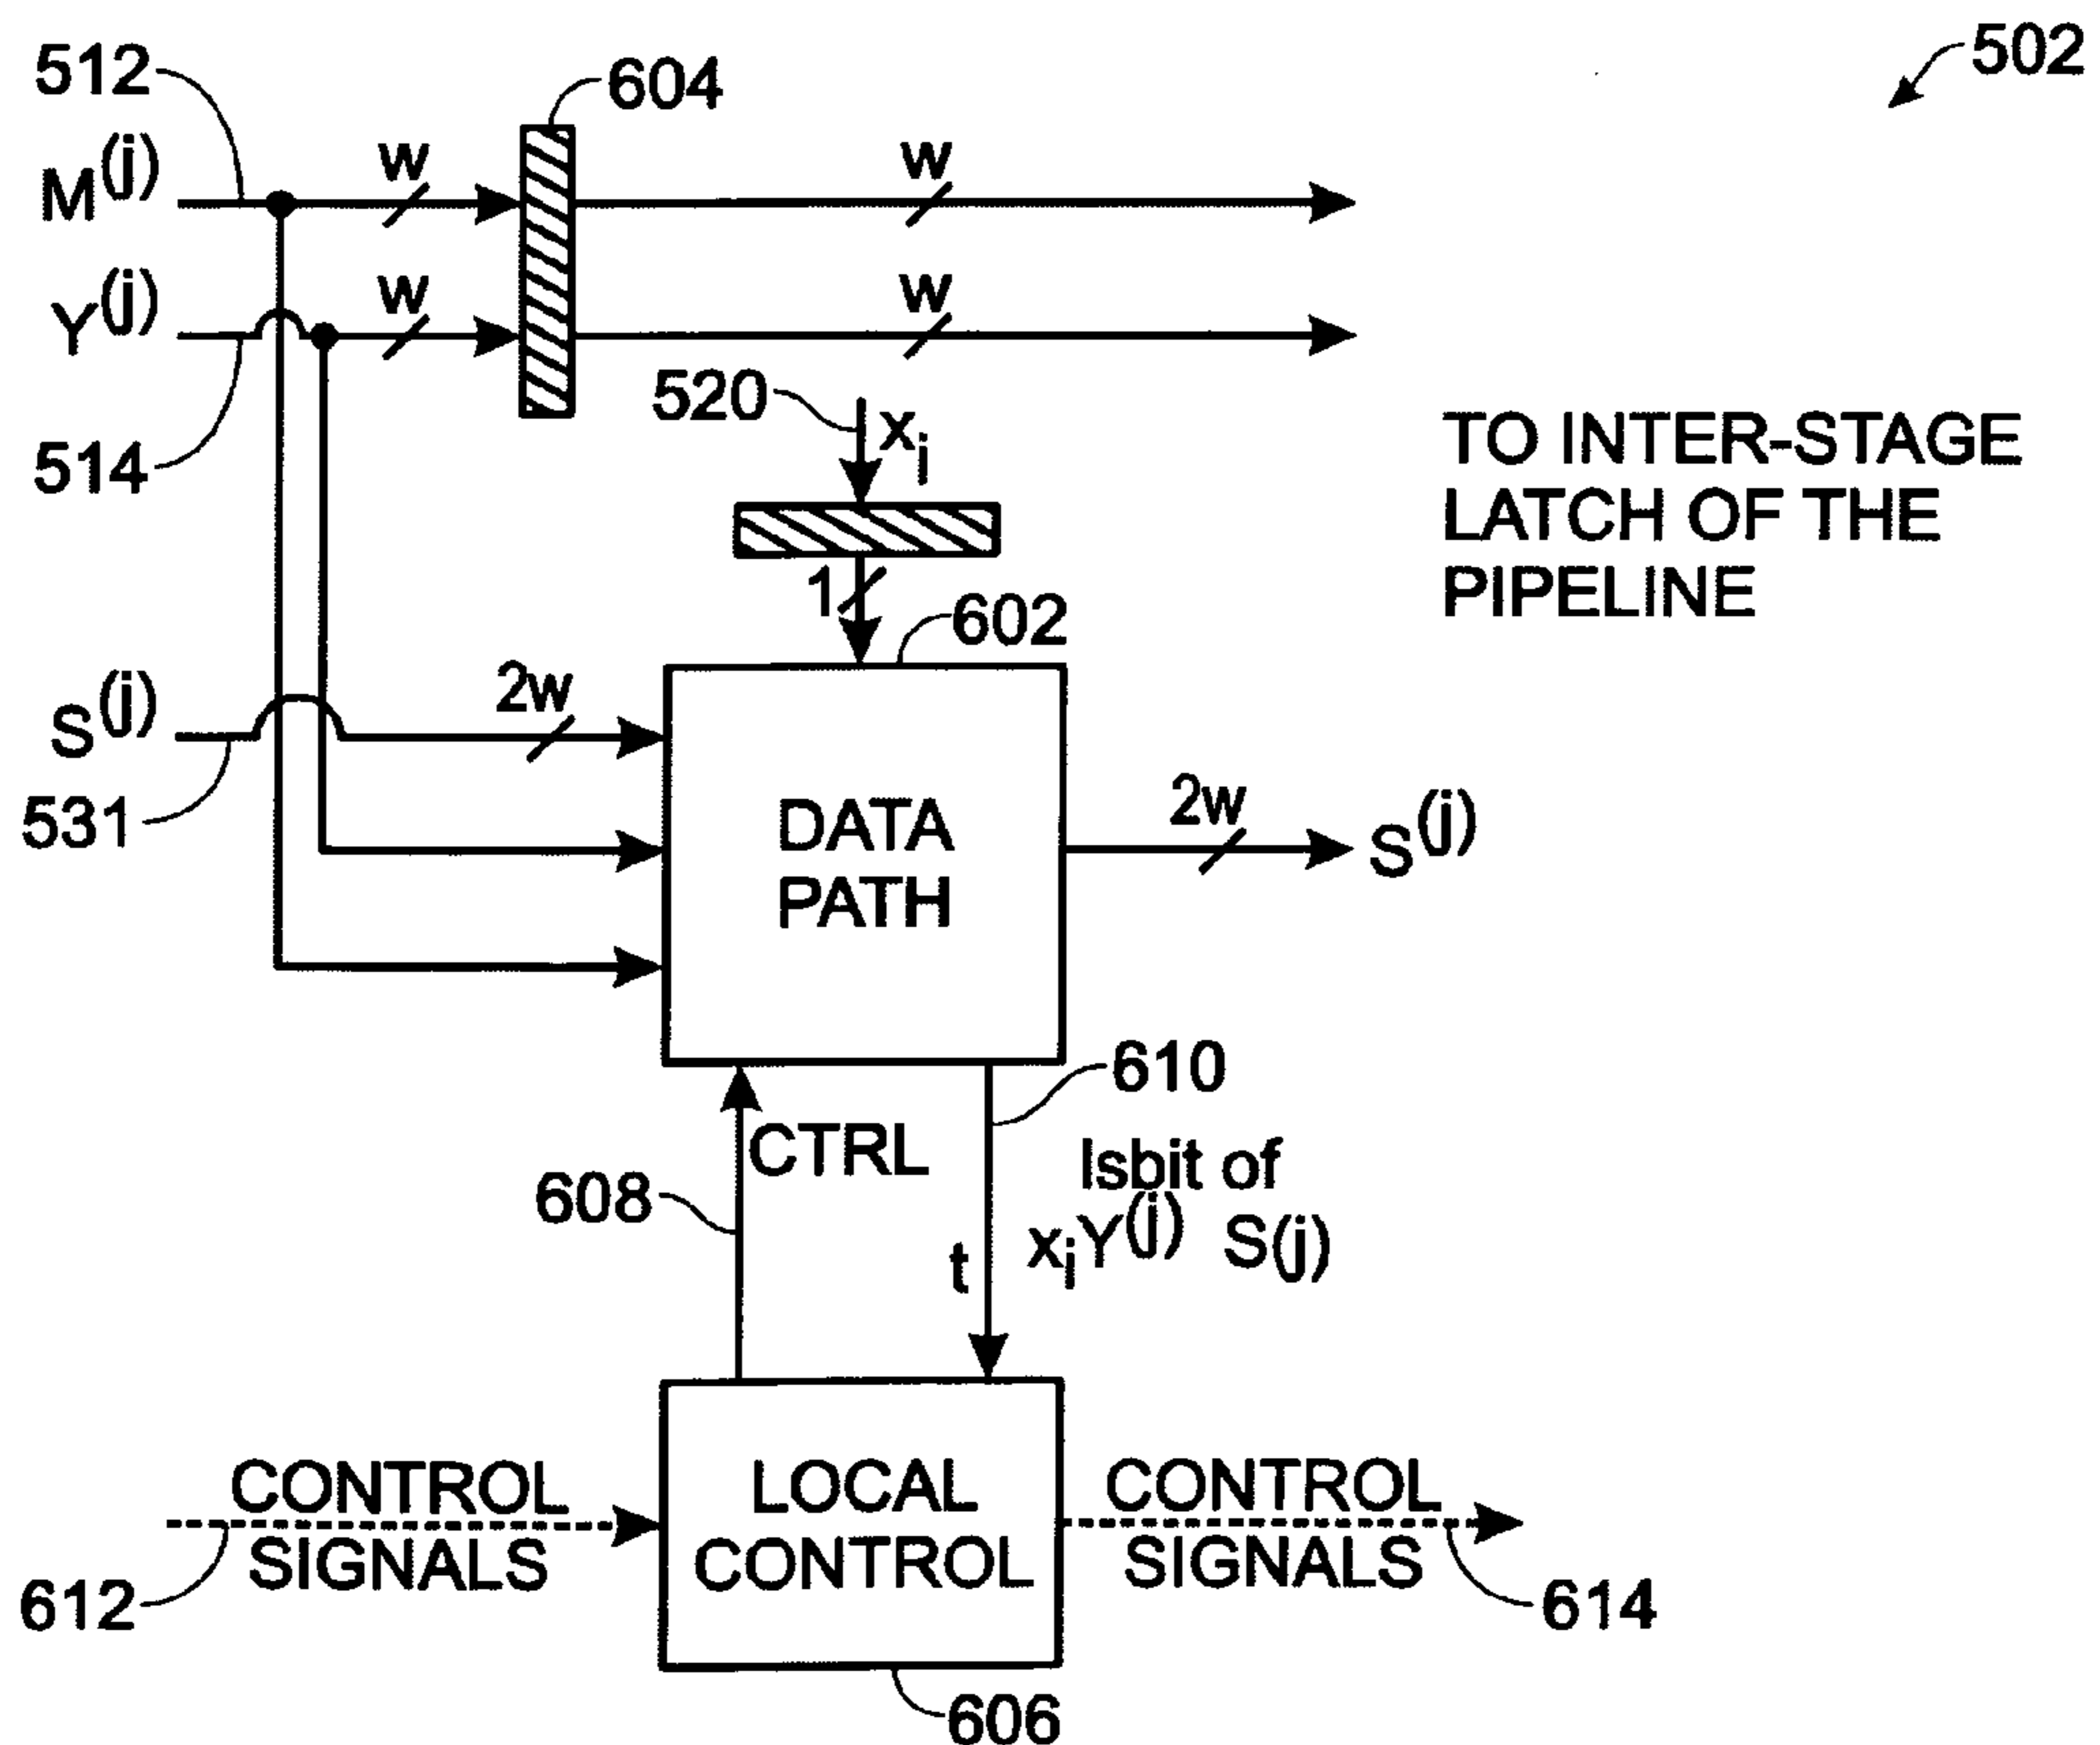 512
604
502
M(j)
w
w
Y(j)
w
w
514
520
xi
TO INTER-STAGE
LATCH OF THE
PIPELINE
1
602
S(j)
2w
531
DATA
PATH
2w
S(j)
610
CTRL
608
lsbit of
xiY(j) S(j)
t
CONTROL
SIGNALS
LOCAL
CONTROL
CONTROL
SIGNALS
612
614
606